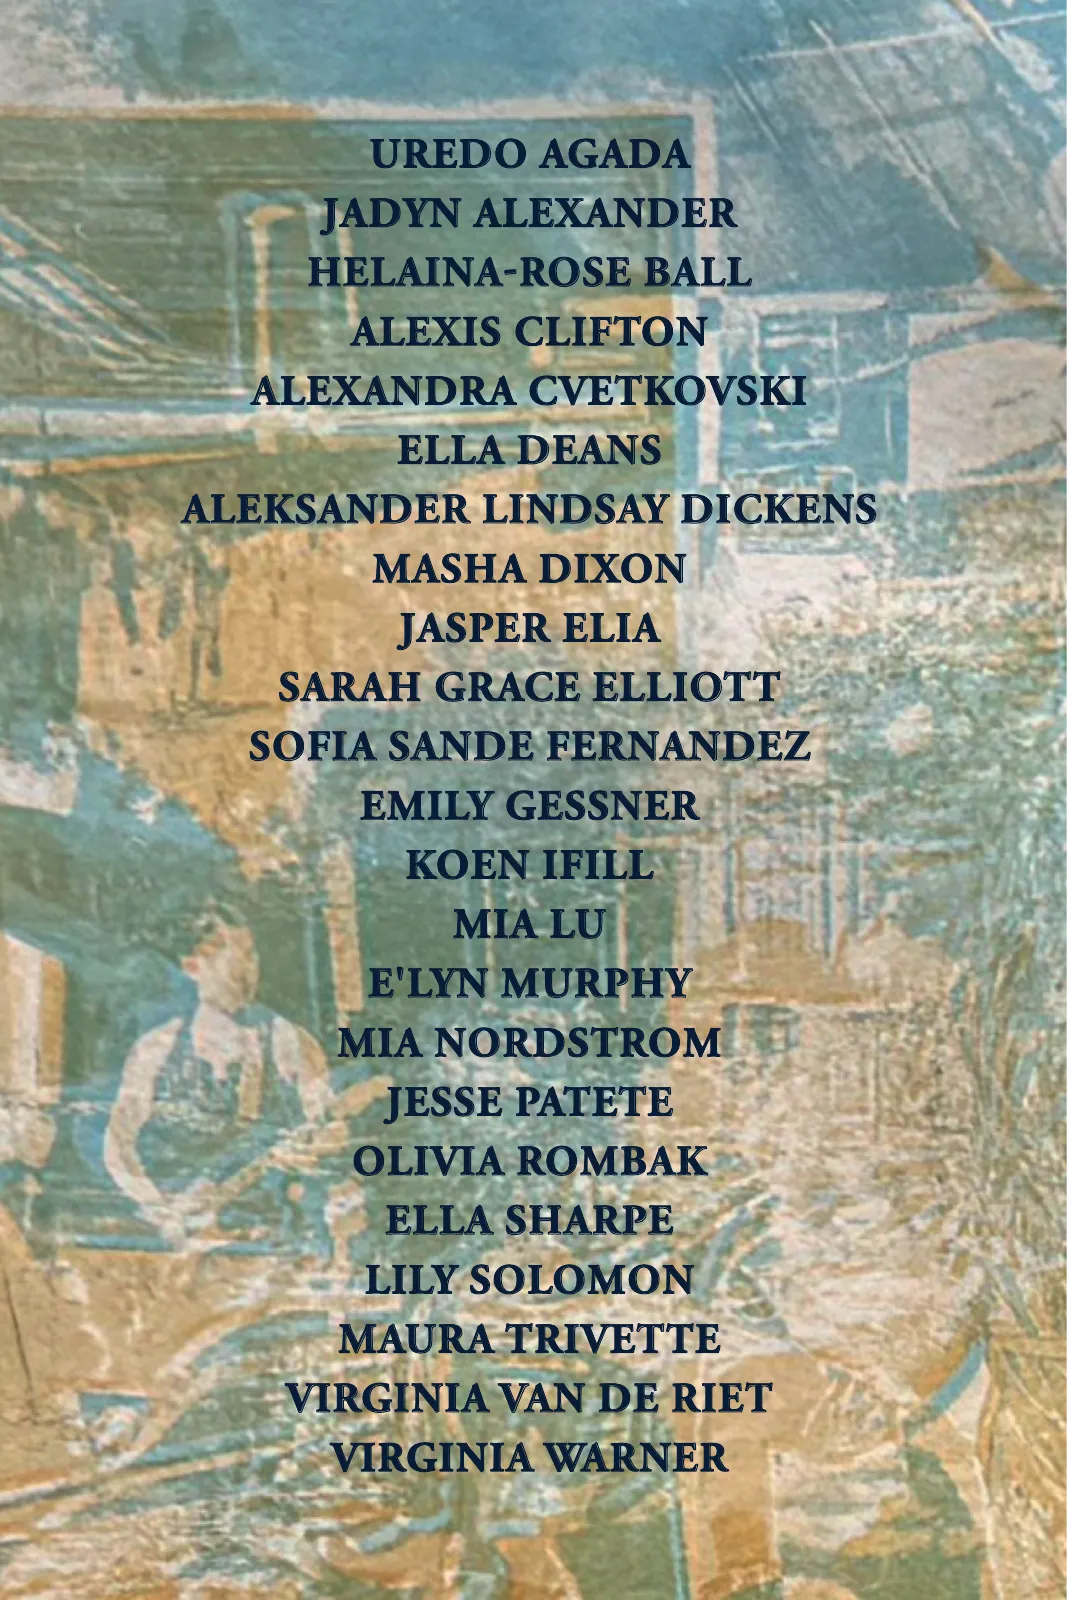 UREDO AGADA
JADYN ALEXANDER
HELAINA-ROSE BALL
ALEXIS CLIFTON
ALEXANDRA CVETKOVSKI
ELLA DEANS
ALEKSANDER LINDSAY DICKENS
MASHA DIXON
JASPER ELIA
SARAH GRACE ELLIOTT
SOFIA SANDE FERNANDEZ
EMILY GESSNER
KOEN IFILL
MIA LU
E'LYN MURPHY
MIA NORDSTROM
JESSE PATETE
OLIVIA ROMBAK
ELLA SHARPE
LILY SOLOMON
MAURA TRIVETTE
VIRGINIA VAN DE RIET
VIRGINIA WARNER